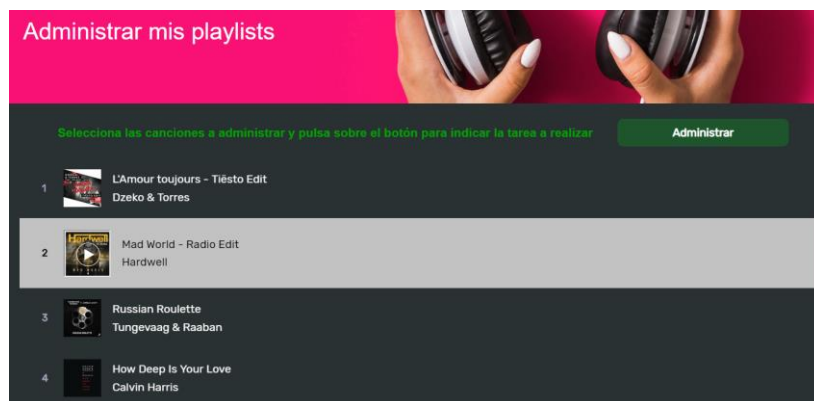 Administrar mis playlists
Selecciona las canciones a administrar y pulsa sobre el botón para indicar la tarea a realizar
Administrar
1
L'Amour toujours - Tiësto Edit
Dzeko & Torres
2
Hardwell
Mad World - Radio Edit
Hardwell
3
Russian Roulette
Tungevaag & Raaban
4
How Deep Is Your Love
Calvin Harris